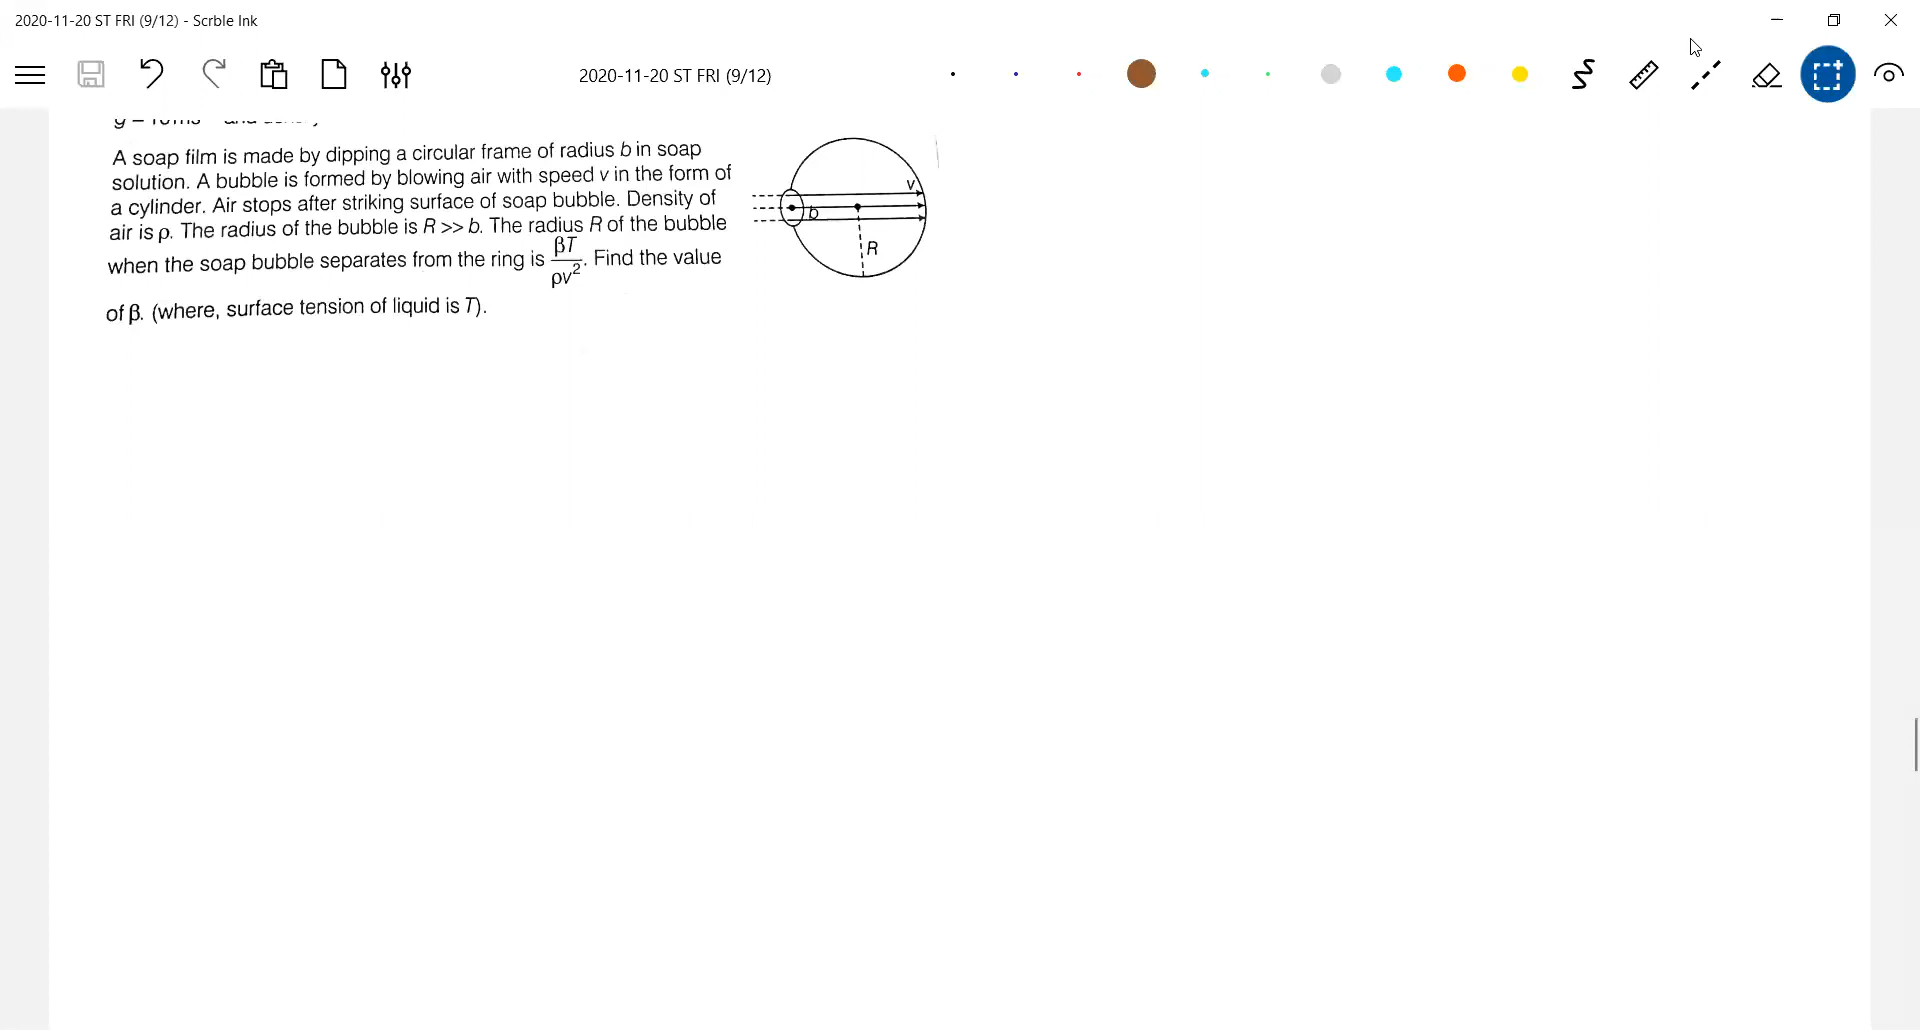 2020-11-20 ST FRI (9/12) - Scrble Ink
2020-11-20 ST FRI (9/12)
A soap film is made by dipping a circular frame of radius b in soap
solution. A bubble is formed by blowing air with speed v in the form of
a cylinder. Air stops after striking surface of soap bubble. Density of
air is ρ. The radius of the bubble is R >> b. The radius R of the bubble
when the soap bubble separates from the ring is βT/ρv². Find the value
of β. (where, surface tension of liquid is T).
v
b
R